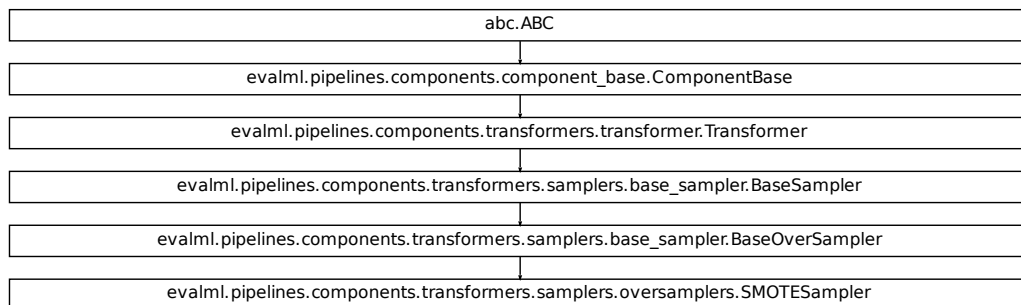 abc.ABC
evalml.pipelines.components.component_base.ComponentBase
evalml.pipelines.components.transformers.transformer.Transformer
evalml.pipelines.components.transformers.samplers.base_sampler.BaseSampler
evalml.pipelines.components.transformers.samplers.base_sampler.BaseOverSampler
evalml.pipelines.components.transformers.samplers.oversamplers.SMOTESampler